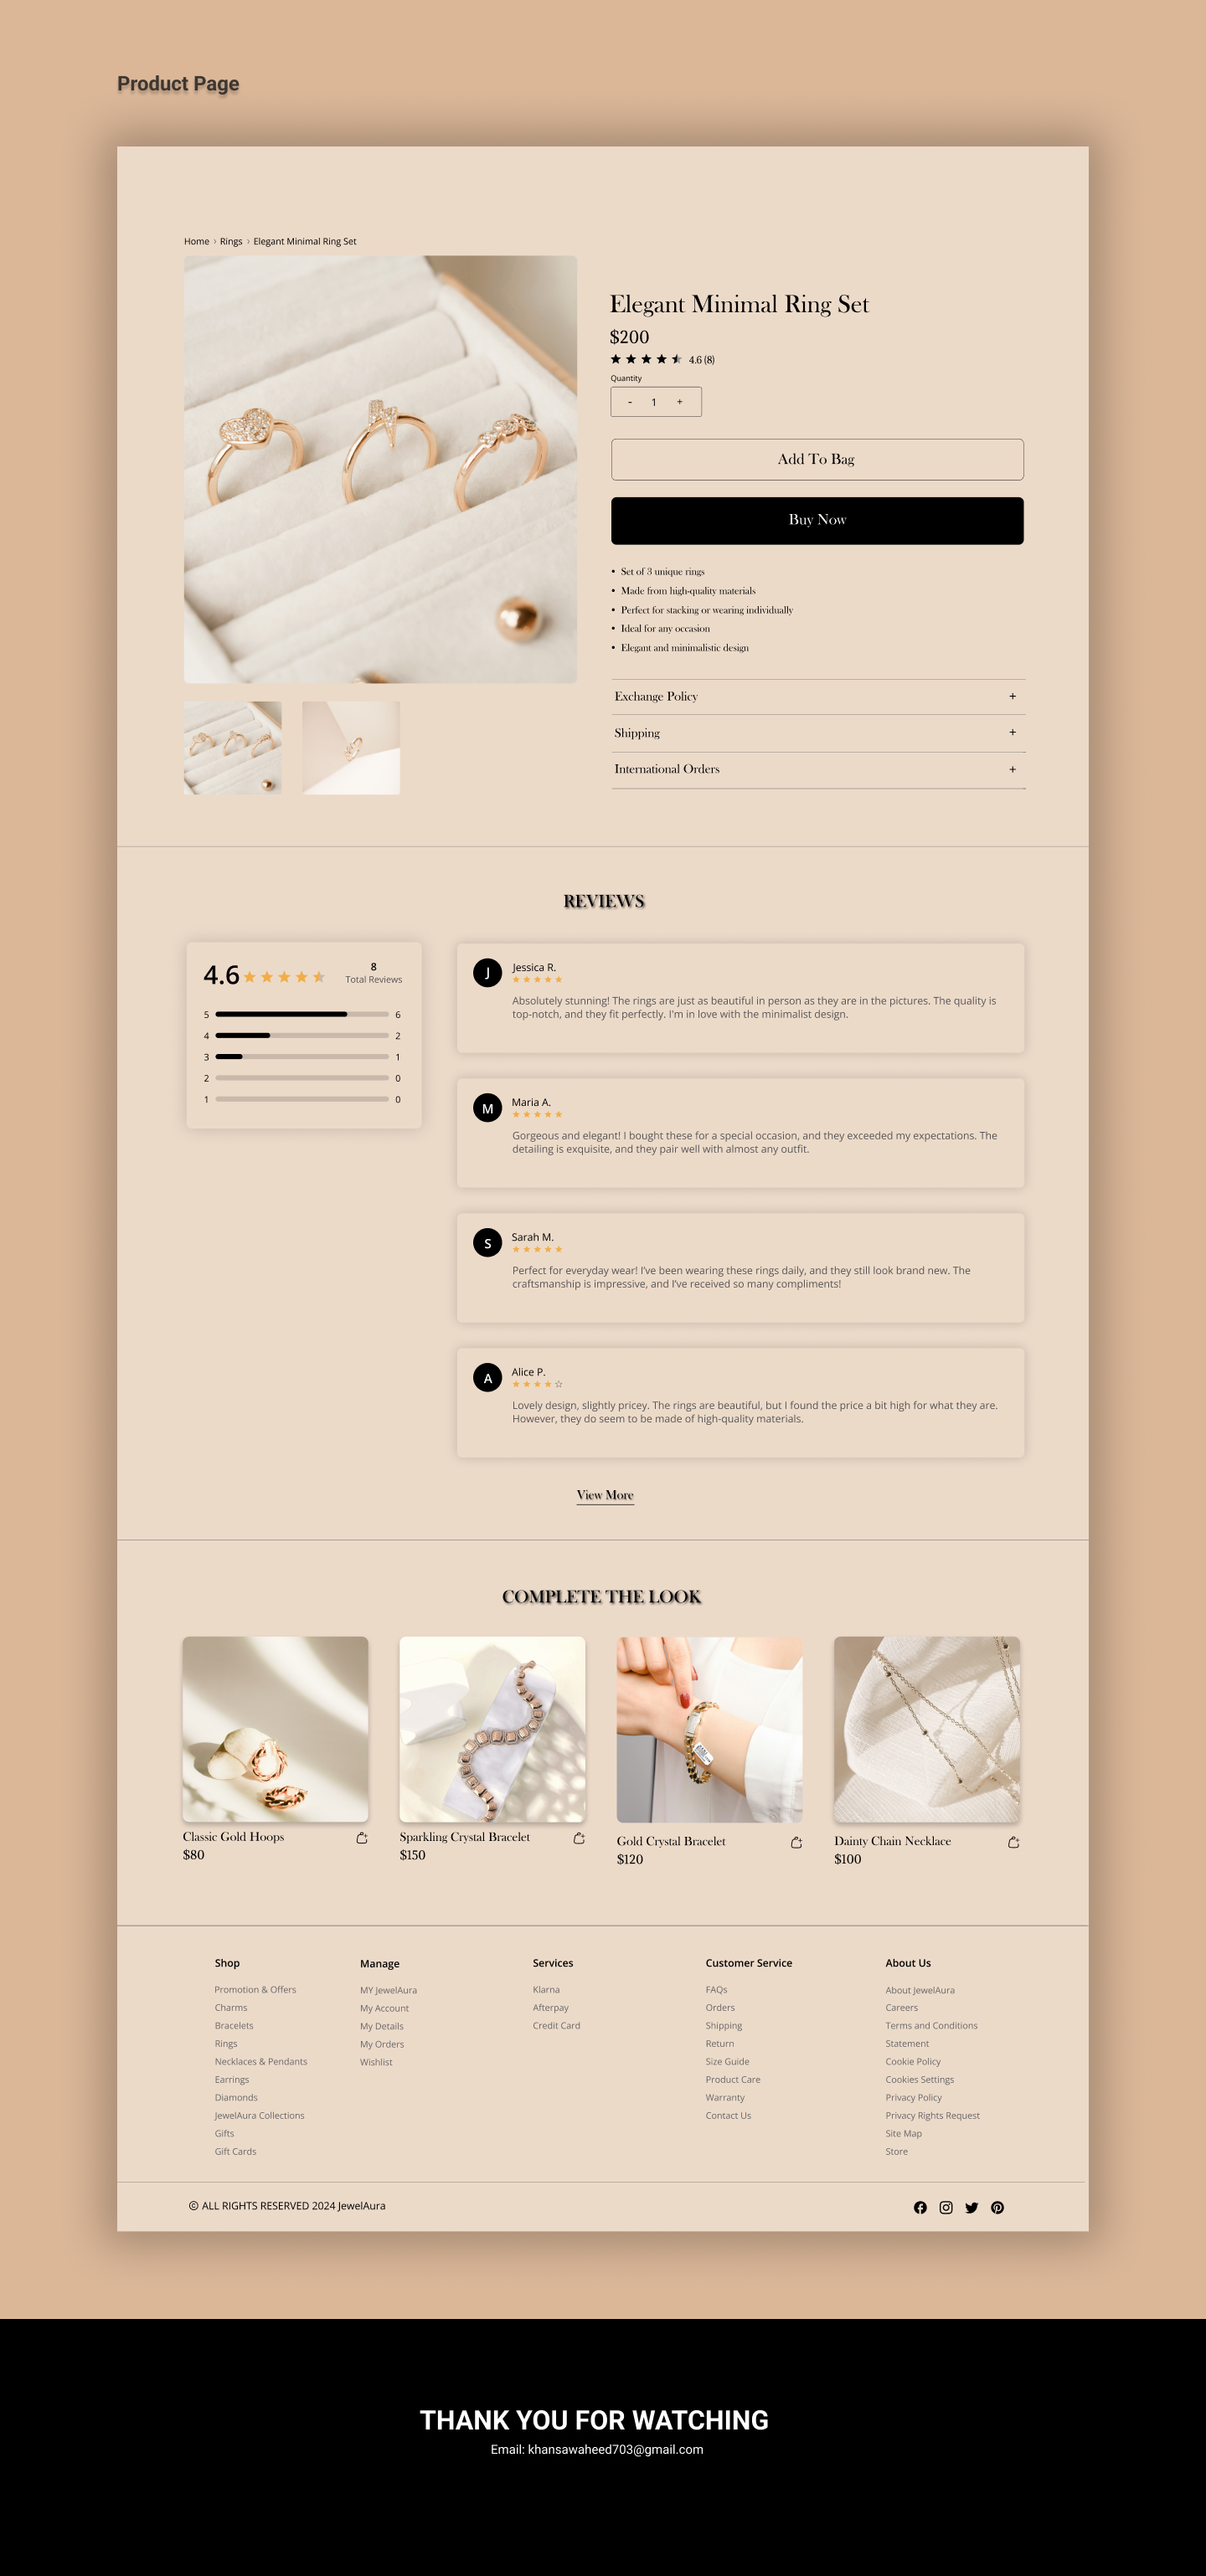 Product Page
Home › Rings › Elegant Minimal Ring Set
Elegant Minimal Ring Set
$200
4.6 (8)
Quantity
- 1 +
Add To Bag
Buy Now
• Set of 3 unique rings
• Made from high-quality materials
• Perfect for stacking or wearing individually
• Ideal for any occasion
• Elegant and minimalistic design
Exchange Policy +
Shipping +
International Orders +
REVIEWS
4.6
8
Total Reviews
5 6
4 2
3 1
2 0
1 0
J
Jessica R.
Absolutely stunning! The rings are just as beautiful in person as they are in the pictures. The quality is
top-notch, and they fit perfectly. I'm in love with the minimalist design.
M
Maria A.
Gorgeous and elegant! I bought these for a special occasion, and they exceeded my expectations. The
detailing is exquisite, and they pair well with almost any outfit.
S
Sarah M.
Perfect for everyday wear! I've been wearing these rings daily, and they still look brand new. The
craftsmanship is impressive, and I've received so many compliments!
A
Alice P.
Lovely design, slightly pricey. The rings are beautiful, but I found the price a bit high for what they are.
However, they do seem to be made of high-quality materials.
View More
COMPLETE THE LOOK
Classic Gold Hoops
$80
Sparkling Crystal Bracelet
$150
Gold Crystal Bracelet
$120
Dainty Chain Necklace
$100
Shop
Promotion & Offers
Charms
Bracelets
Rings
Necklaces & Pendants
Earrings
Diamonds
JewelAura Collections
Gifts
Gift Cards
Manage
MY JewelAura
My Account
My Details
My Orders
Wishlist
Services
Klarna
Afterpay
Credit Card
Customer Service
FAQs
Orders
Shipping
Return
Size Guide
Product Care
Warranty
Contact Us
About Us
About JewelAura
Careers
Terms and Conditions
Statement
Cookie Policy
Cookies Settings
Privacy Policy
Privacy Rights Request
Site Map
Store
© ALL RIGHTS RESERVED 2024 JewelAura
THANK YOU FOR WATCHING
Email: khansawaheed703@gmail.com